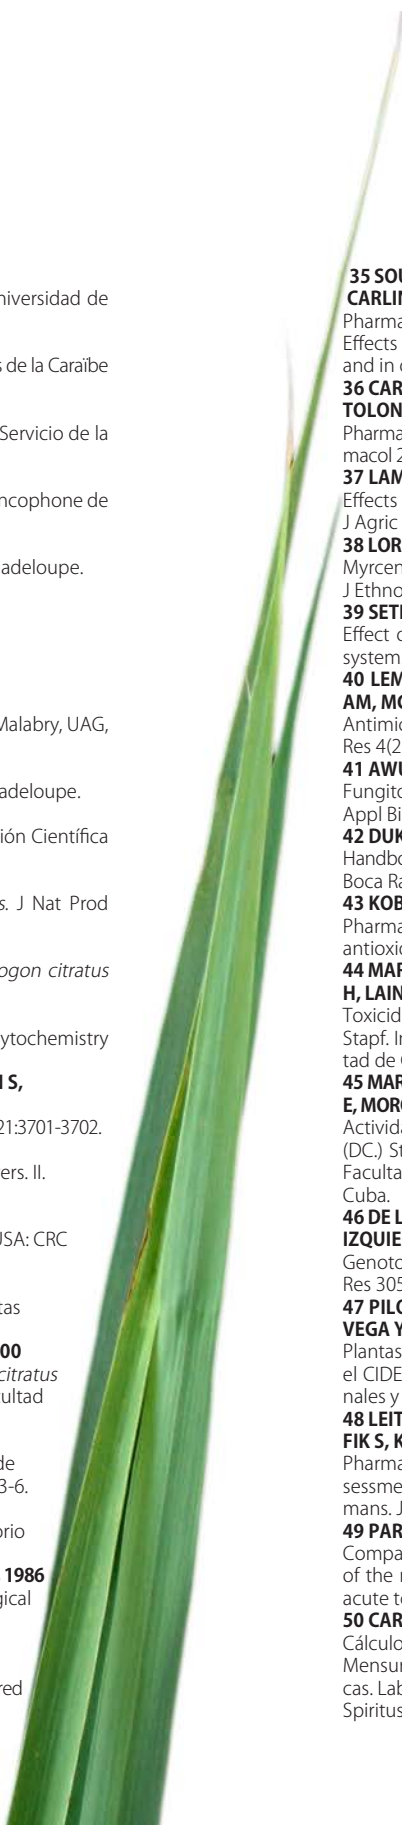 niversidad de
s de la Caraïbe
Servicio de la
ncophone de
adeloupe.
Malabry, UAG,
adeloupe.
ión Científica
s. J Nat Prod
ogon citratus
ytochemistry
S,
21:3701-3702.
ers. II.
USA: CRC
tas
00
citratus
ultad
de
3-6.
orio
1986
gical
red
35 SOU
CARLIN
Pharma
Effects
and in
36 CAR
TOLON
Pharma
macol 2
37 LAM
Effects
J Agric
38 LOR
Myrcen
J Ethno
39 SET
Effect
system
40 LEM
AM, MO
Antimic
Res 4(2
41 AWU
Fungito
Appl Bi
42 DUK
Handbo
Boca Ra
43 KOB
Pharma
antioxi
44 MAR
H, LAIN
Toxicid
Stapf. In
tad de
45 MAR
E, MORO
Activida
(DC.) St
Faculta
Cuba.
46 DE L
IZQUIE
Genoto
Res 305
47 PILO
VEGA Y
Plantas
el CIDE
nales y
48 LEIT
FIK S, K
Pharma
sessme
mans. J
49 PAR
Compa
of the
acute t
50 CAR
Cálculo
Mensur
cas. Lab
Spiritus